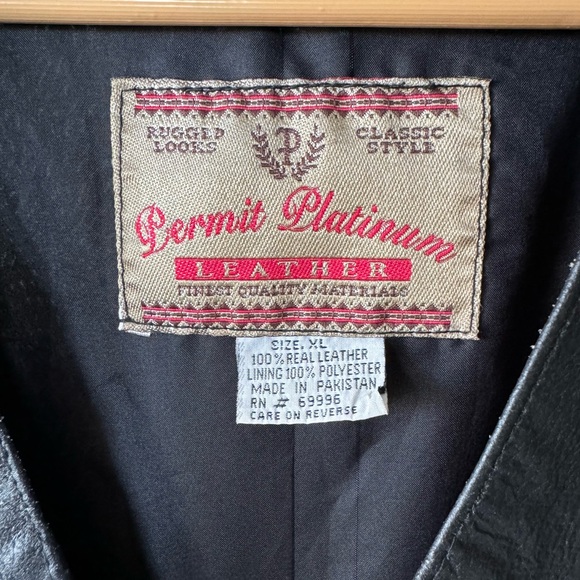 RUGGED P CLASSIC
LOOKS STYLE
Permit Platinum
LEATHER
FINEST QUALITY MATERIALS
SIZE. XL
100% REAL LEATHER
LINING 100% POLYESTER
MADE IN PAKISTAN
RN # 69996
CARE ON REVERSE